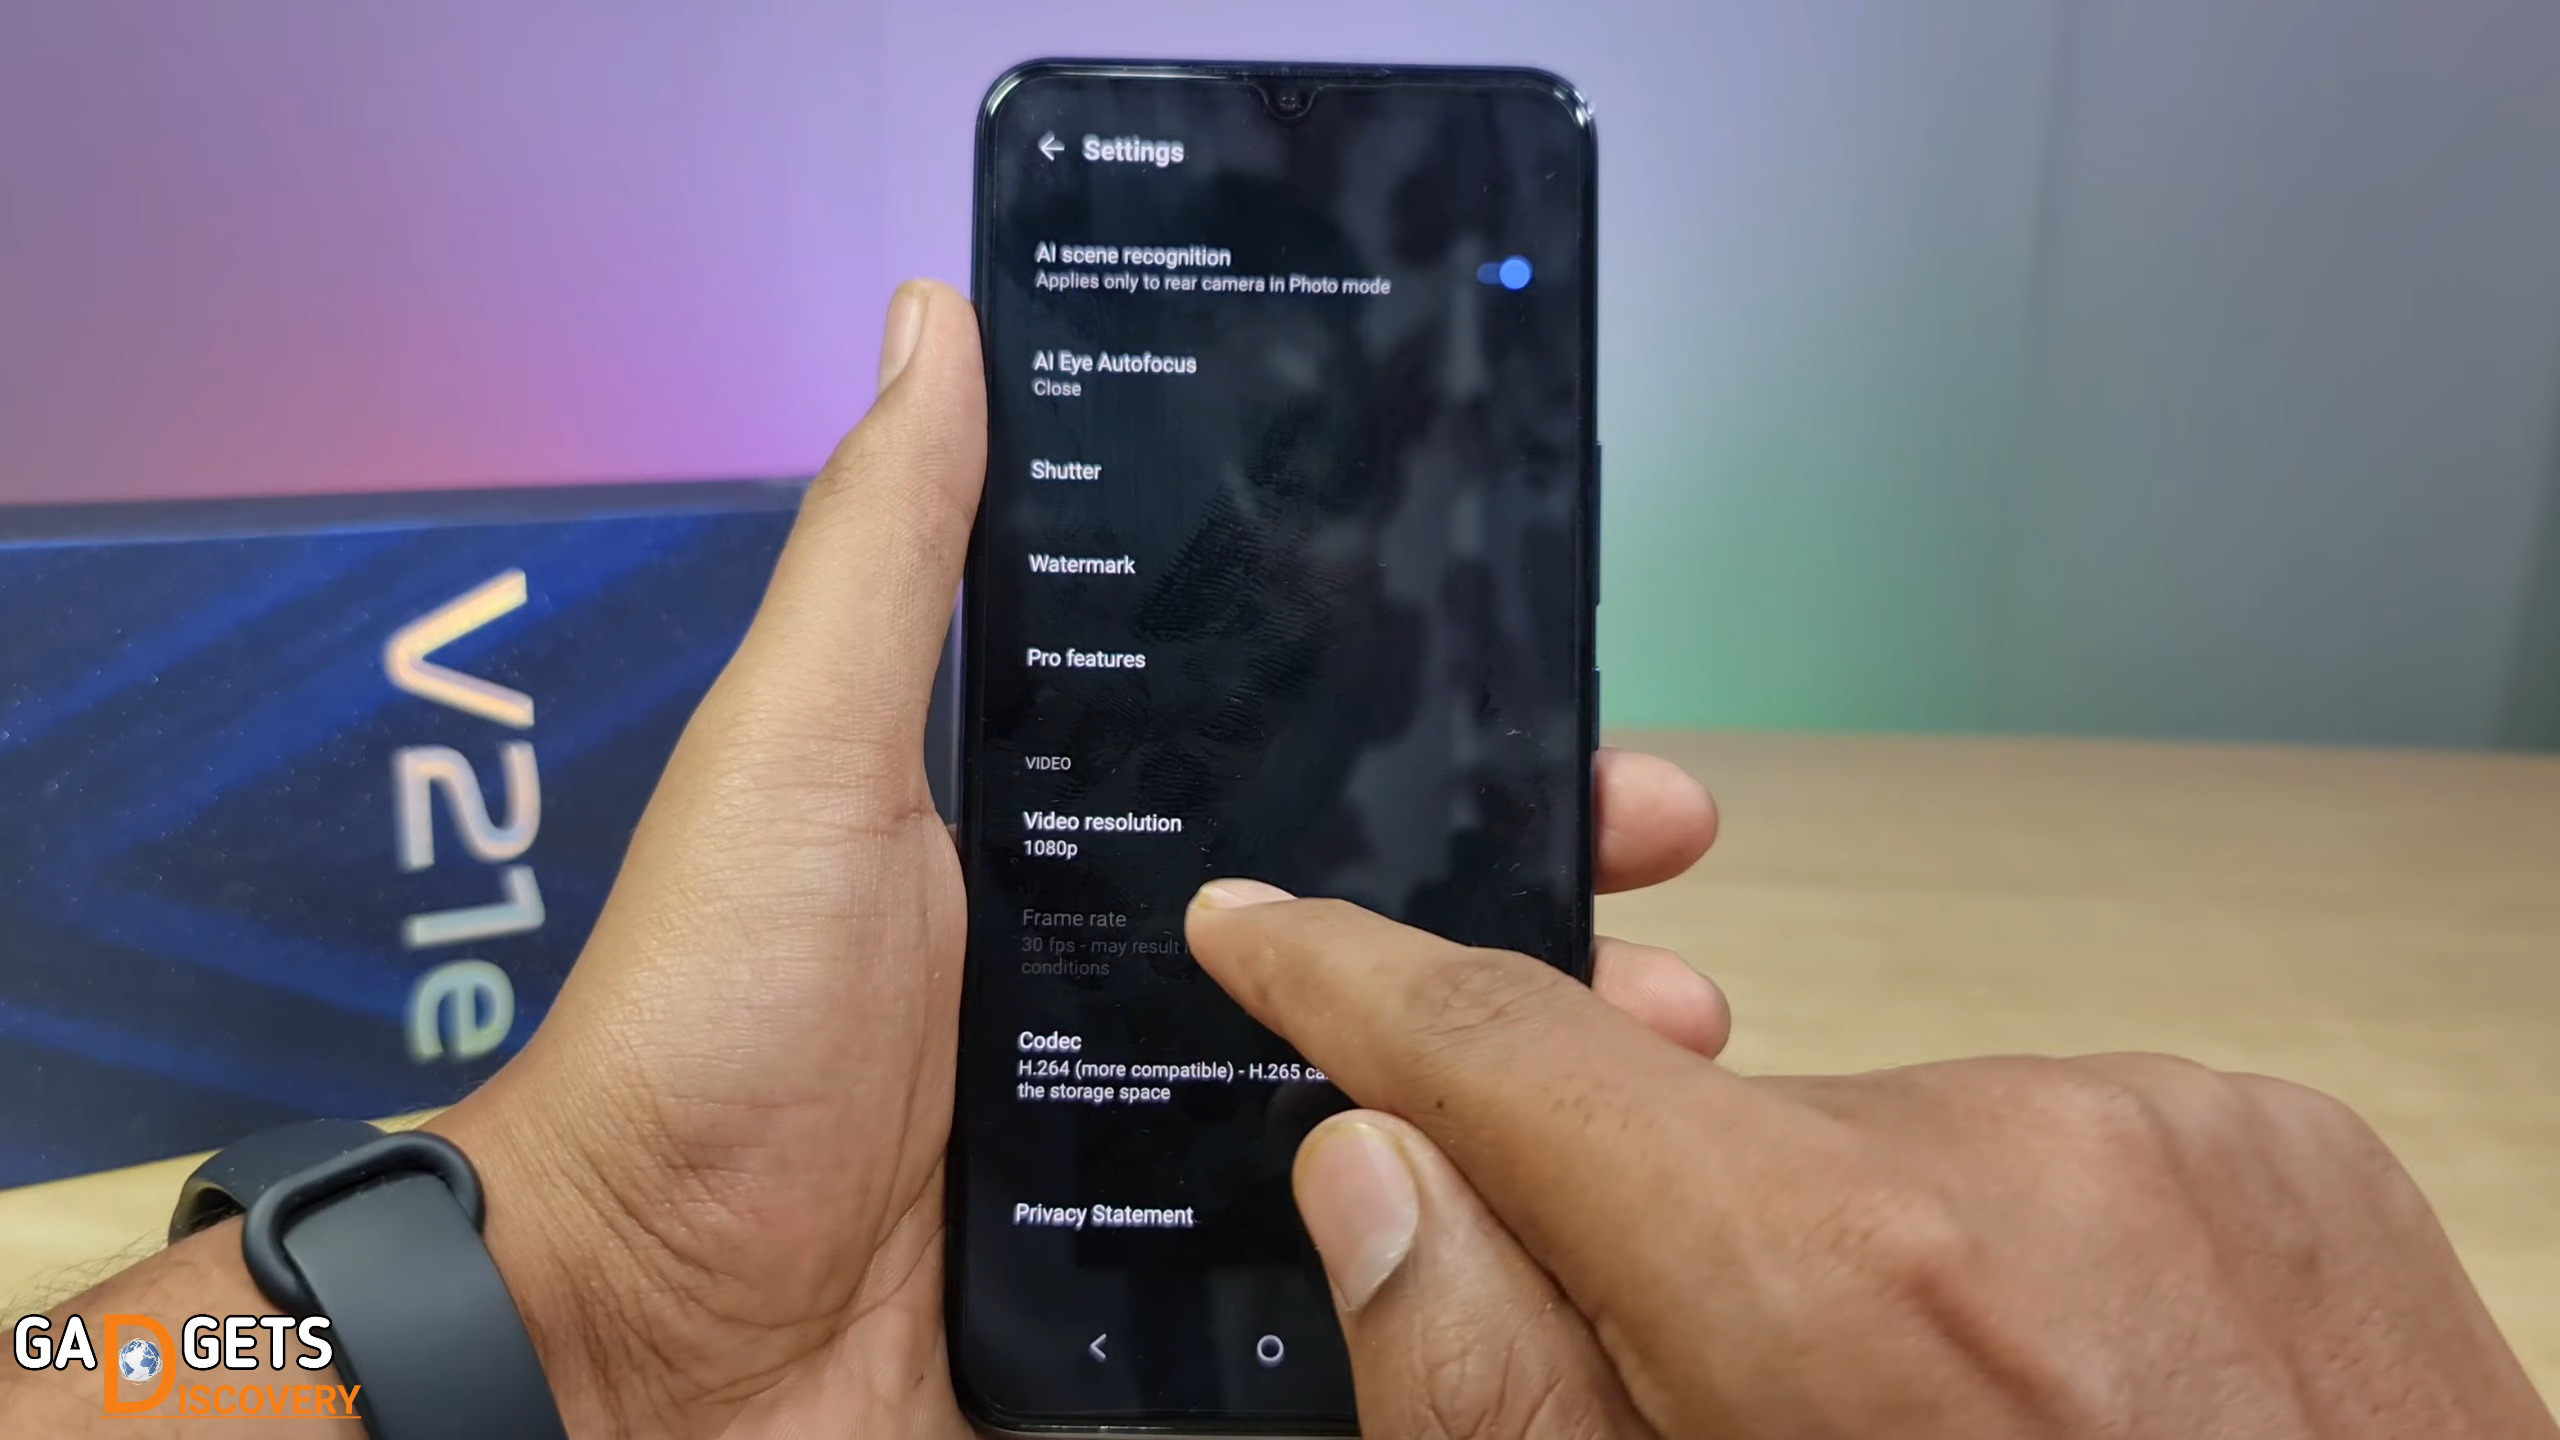 Settings
AI scene recognition
Applies only to rear camera in Photo mode
AI Eye Autofocus
Close
Shutter
Watermark
Pro features
VIDEO
Video resolution
1080p
Frame rate
30 fps - may result
conditions
Codec
H.264 (more compatible) - H.265
the storage space
Privacy Statement
V21e
GADGETS
DISCOVERY